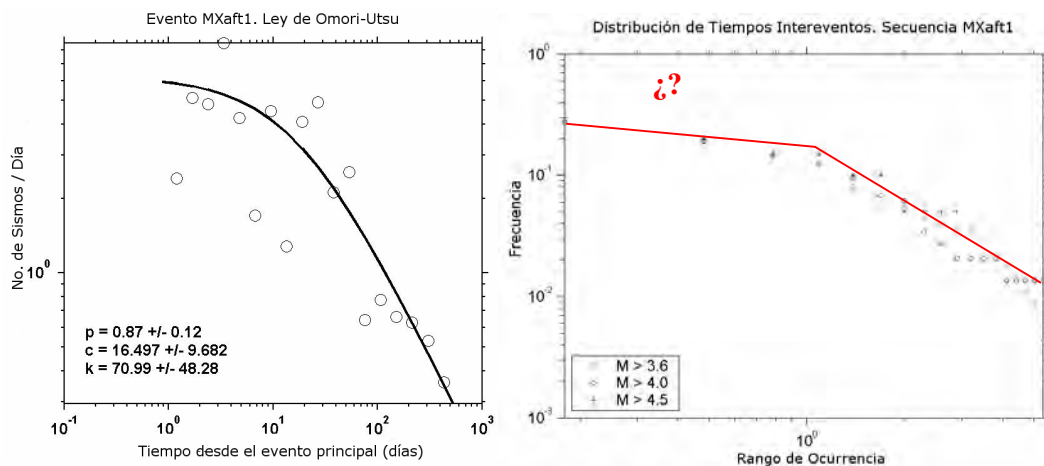 Evento MXaft1. Ley de Omori-Utsu
No. de Sismos / Día
10^0
p = 0.87 +/- 0.12
c = 16.497 +/- 9.682
k = 70.99 +/- 48.28
10^-1 10^0 10^1 10^2 10^3
Tiempo desde el evento principal (días)
Distribución de Tiempos Intereventos. Secuencia MXaft1
Frecuencia
10^0
¿?
10^-1
10^-2
M > 3.6
M > 4.0
M > 4.5
10^-3
10^0
Rango de Ocurrencia